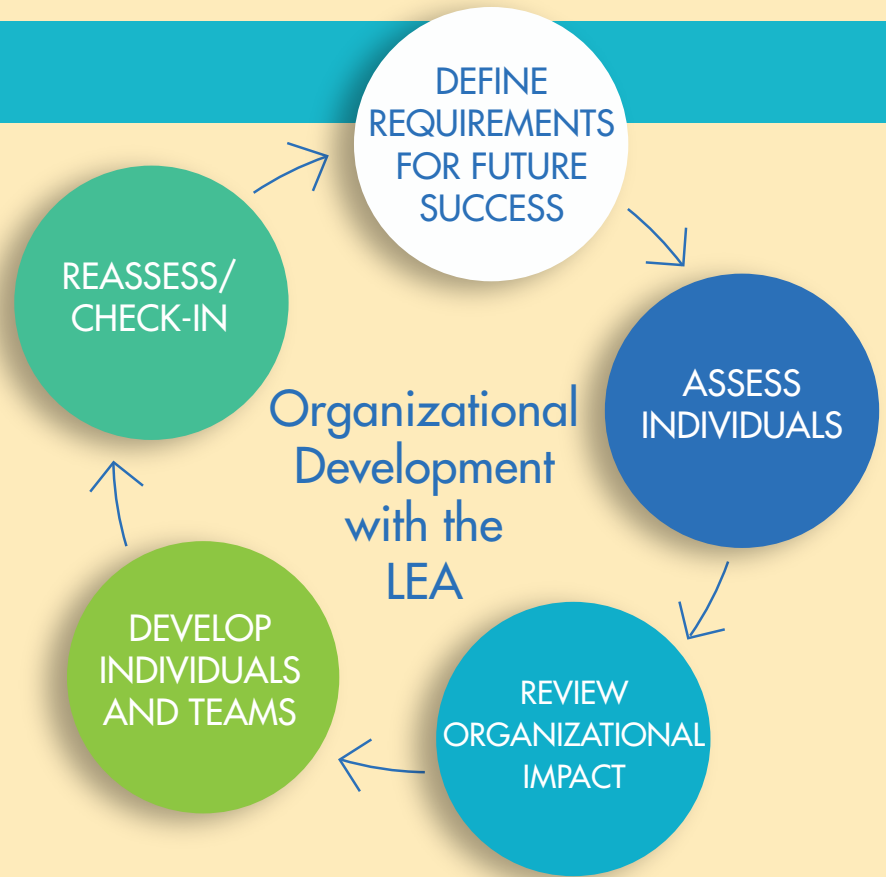 DEFINE
REQUIREMENTS
FOR FUTURE
SUCCESS
ASSESS
INDIVIDUALS
REVIEW
ORGANIZATIONAL
IMPACT
DEVELOP
INDIVIDUALS
AND TEAMS
REASSESS/
CHECK-IN
Organizational
Development
with the
LEA